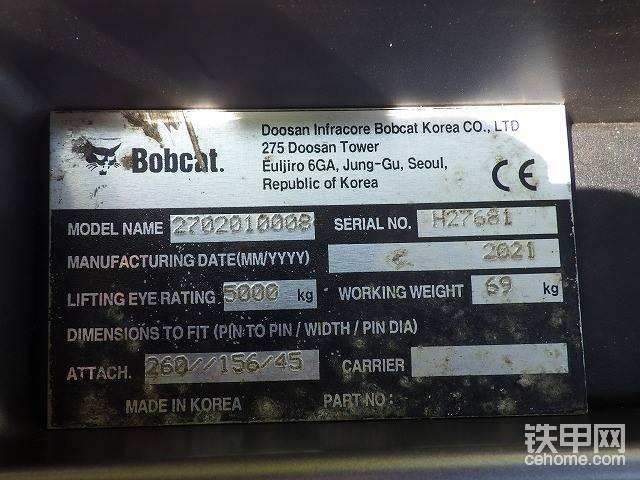 Bobcat.
Doosan Infracore Bobcat Korea CO., LTD
275 Doosan Tower
Euljiro 6GA, Jung-Gu, Seoul,
Republic of Korea
CE
MODEL NAME 2702010008 SERIAL NO. H27681
MANUFACTURING DATE(MM/YYYY) 2021
LIFTING EYE RATING 5000 kg WORKING WEIGHT 69 kg
DIMENSIONS TO FIT (PIN TO PIN / WIDTH / PIN DIA)
ATTACH. 260//156/45 CARRIER
MADE IN KOREA PART NO :
铁甲网
cehome.com